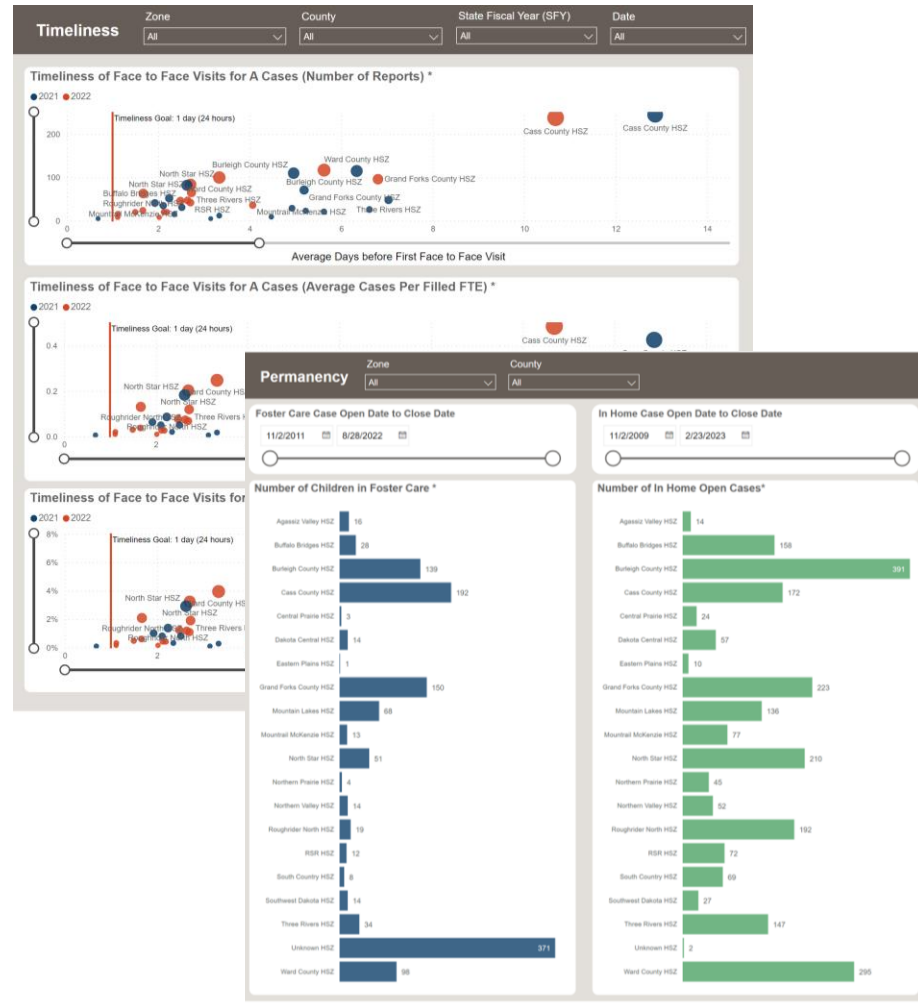 Timeliness
Zone
County
State Fiscal Year (SFY)
Date
All
All
All
All
Timeliness of Face to Face Visits for A Cases (Number of Reports) *
2021 2022
Timeliness Goal: 1 day (24 hours)
200
100
0
Cass County HSZ
Cass County HSZ
Ward County HSZ
Burleigh County HSZ
North Star HSZ
Burleigh County HSZ
Grand Forks County HSZ
North Star HSZ
Ward County HSZ
Buffalo Bridges HSZ
Three Rivers HSZ
Grand Forks County HSZ
RSR HSZ
Mountrail McKenzie HSZ
Three Rivers HSZ
0 2 4 6 8 10 12 14
Average Days before First Face to Face Visit
Timeliness of Face to Face Visits for A Cases (Average Cases Per Filled FTE) *
2021 2022
Timeliness Goal: 1 day (24 hours)
0.4
0.2
0.0
Cass County HSZ
North Star HSZ
North Star HSZ
Three Rivers
0 2
Timeliness of Face to Face Visits for
2021 2022
Timeliness Goal: 1 day (24 hours)
8%
6%
4%
2%
0%
North Star HSZ
North Star HSZ
Three Rivers
0 2
Permanency
Zone
County
All
All
Foster Care Case Open Date to Close Date
11/2/2011 8/28/2022
In Home Case Open Date to Close Date
11/2/2009 2/23/2023
Number of Children in Foster Care *
Agassiz Valley HSZ 16
Buffalo Bridges HSZ 28
Burleigh County HSZ 139
Cass County HSZ 192
Central Prairie HSZ 3
Dakota Central HSZ 14
Eastern Plains HSZ 1
Grand Forks County HSZ 150
Mountain Lakes HSZ 68
Mountrail McKenzie HSZ 13
North Star HSZ 51
Northern Prairie HSZ 4
Northern Valley HSZ 14
Roughrider North HSZ 19
RSR HSZ 12
South Country HSZ 8
Southwest Dakota HSZ 14
Three Rivers HSZ 34
Unknown HSZ 371
Ward County HSZ 98
Number of In Home Open Cases*
Agassiz Valley HSZ 14
Buffalo Bridges HSZ 158
Burleigh County HSZ 391
Cass County HSZ 172
Central Prairie HSZ 24
Dakota Central HSZ 57
Eastern Plains HSZ 10
Grand Forks County HSZ 223
Mountain Lakes HSZ 136
Mountrail McKenzie HSZ 77
North Star HSZ 210
Northern Prairie HSZ 45
Northern Valley HSZ 52
Roughrider North HSZ 192
RSR HSZ 72
South Country HSZ 69
Southwest Dakota HSZ 27
Three Rivers HSZ 147
Unknown HSZ 2
Ward County HSZ 295